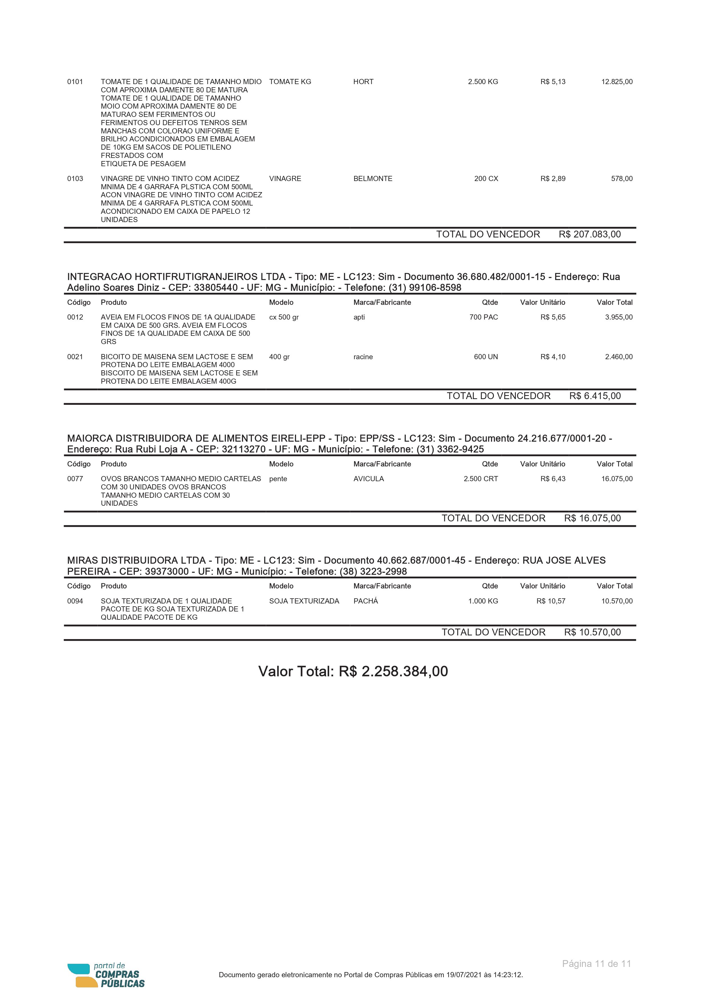 0101 TOMATE DE 1 QUALIDADE DE TAMANHO MDIO TOMATE KG HORT 2.500 KG R$ 5,13 12.825,00
COM APROXIMA DAMENTE 80 DE MATURA
TOMATE DE 1 QUALIDADE DE TAMANHO
MOIO COM APROXIMA DAMENTE 80 DE
MATURAO SEM FERIMENTOS OU
FERIMENTOS OU DEFEITOS TENROS SEM
MANCHAS COM COLORAO UNIFORME E
BRILHO ACONDICIONADOS EM EMBALAGEM
DE 10KG EM SACOS DE POLIETILENO
FRESTADOS COM
ETIQUETA DE PESAGEM
0103 VINAGRE DE VINHO TINTO COM ACIDEZ VINAGRE BELMONTE 200 CX R$ 2,89 578,00
MNIMA DE 4 GARRAFA PLSTICA COM 500ML
ACON VINAGRE DE VINHO TINTO COM ACIDEZ
MNIMA DE 4 GARRAFA PLSTICA COM 500ML
ACONDICIONADO EM CAIXA DE PAPELO 12
UNIDADES
TOTAL DO VENCEDOR R$ 207.083,00
INTEGRACAO HORTIFRUTIGRANJEIROS LTDA - Tipo: ME - LC123: Sim - Documento 36.680.482/0001-15 - Endereço: Rua
Adelino Soares Diniz - CEP: 33805440 - UF: MG - Município: - Telefone: (31) 99106-8598
Código Produto Modelo Marca/Fabricante Qtde Valor Unitário Valor Total
0012 AVEIA EM FLOCOS FINOS DE 1A QUALIDADE cx 500 gr apti 700 PAC R$ 5,65 3.955,00
EM CAIXA DE 500 GRS. AVEIA EM FLOCOS
FINOS DE 1A QUALIDADE EM CAIXA DE 500
GRS
0021 BICOITO DE MAISENA SEM LACTOSE E SEM 400 gr racine 600 UN R$ 4,10 2.460,00
PROTENA DO LEITE EMBALAGEM 4000
BISCOITO DE MAISENA SEM LACTOSE E SEM
PROTENA DO LEITE EMBALAGEM 400G
TOTAL DO VENCEDOR R$ 6.415,00
MAIORCA DISTRIBUIDORA DE ALIMENTOS EIRELI-EPP - Tipo: EPP/SS - LC123: Sim - Documento 24.216.677/0001-20 -
Endereço: Rua Rubi Loja A - CEP: 32113270 - UF: MG - Município: - Telefone: (31) 3362-9425
Código Produto Modelo Marca/Fabricante Qtde Valor Unitário Valor Total
0077 OVOS BRANCOS TAMANHO MEDIO CARTELAS pente AVICULA 2.500 CRT R$ 6,43 16.075,00
COM 30 UNIDADES OVOS BRANCOS
TAMANHO MEDIO CARTELAS COM 30
UNIDADES
TOTAL DO VENCEDOR R$ 16.075,00
MIRAS DISTRIBUIDORA LTDA - Tipo: ME - LC123: Sim - Documento 40.662.687/0001-45 - Endereço: RUA JOSE ALVES
PEREIRA - CEP: 39373000 - UF: MG - Município: - Telefone: (38) 3223-2998
Código Produto Modelo Marca/Fabricante Qtde Valor Unitário Valor Total
0094 SOJA TEXTURIZADA DE 1 QUALIDADE SOJA TEXTURIZADA PACHÁ 1.000 KG R$ 10,57 10.570,00
PACOTE DE KG SOJA TEXTURIZADA DE 1
QUALIDADE PACOTE DE KG
TOTAL DO VENCEDOR R$ 10.570,00
Valor Total: R$ 2.258.384,00
Página 11 de 11
portal de
COMPRAS
PÚBLICAS
Documento gerado eletronicamente no Portal de Compras Públicas em 19/07/2021 às 14:23:12.